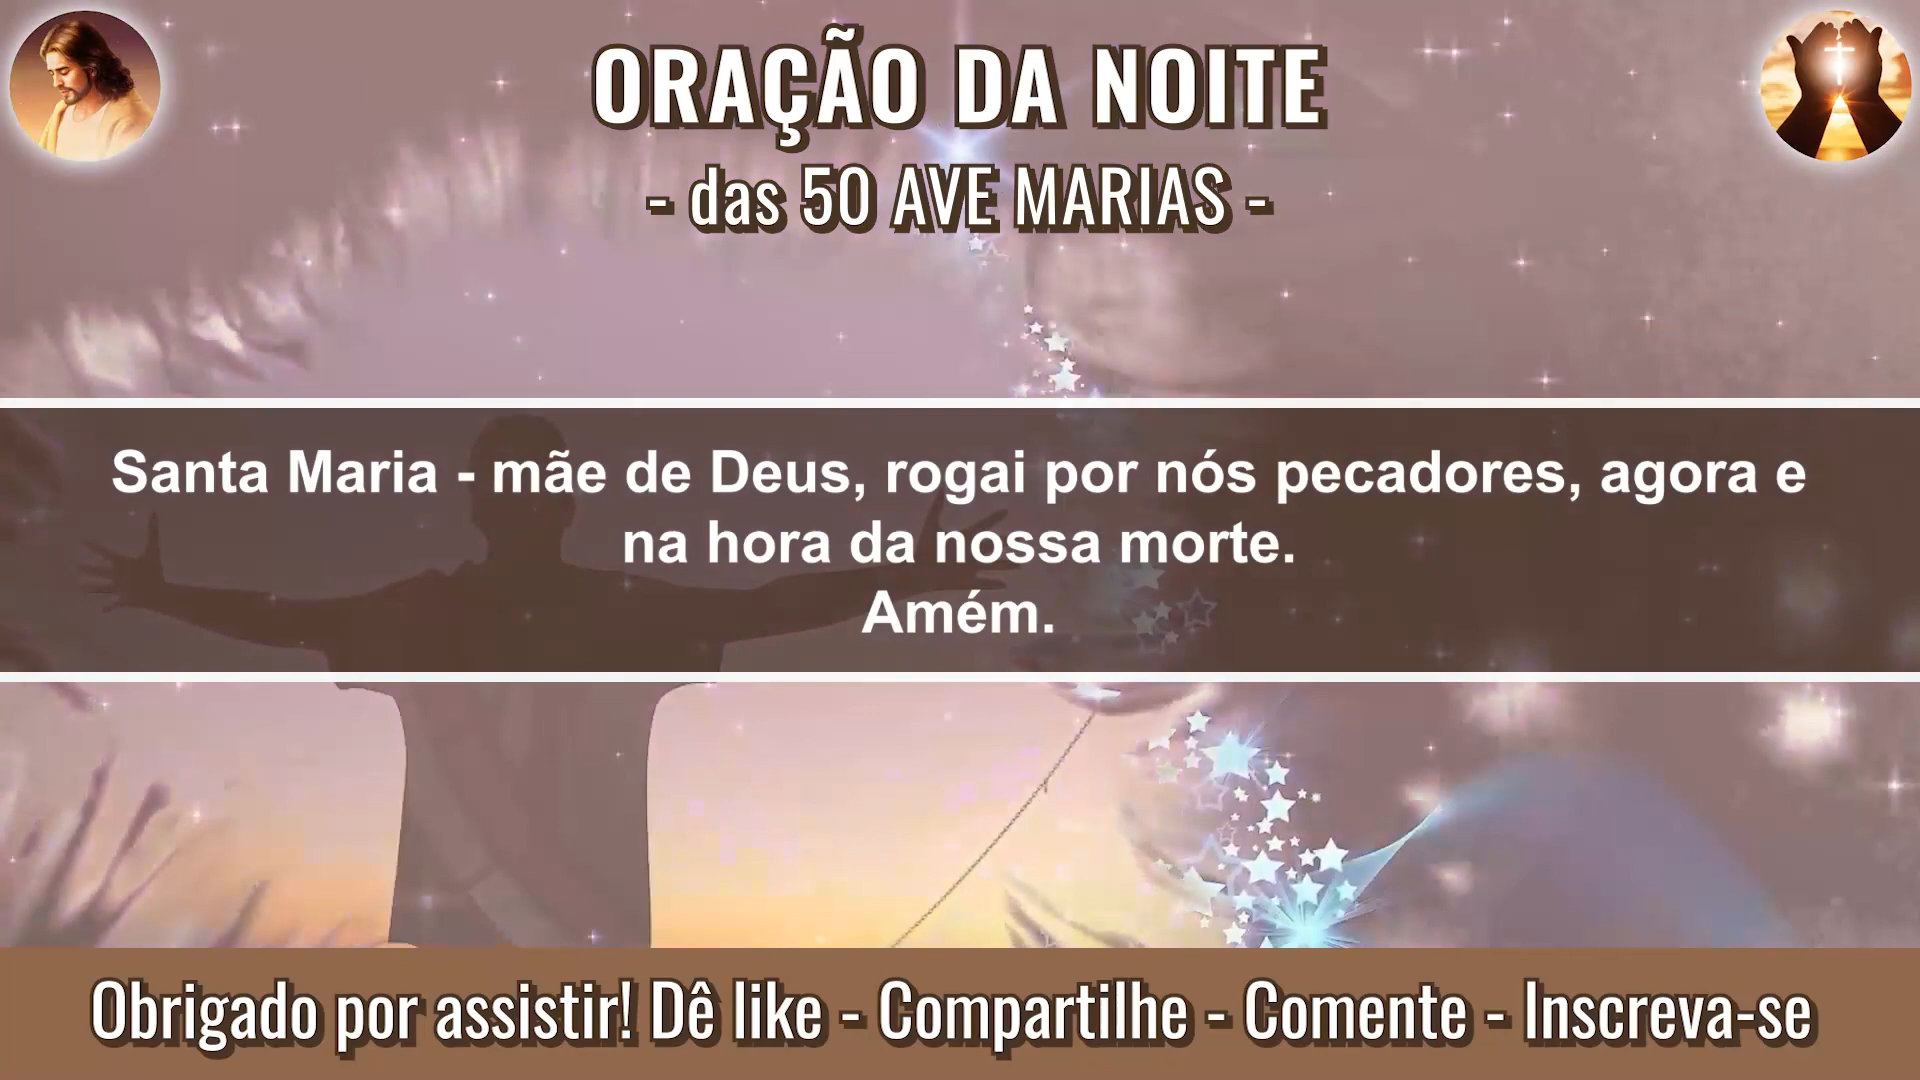 ORAÇÃO DA NOITE
- das 50 AVE MARIAS -
Santa Maria - mãe de Deus, rogai por nós pecadores, agora e
na hora da nossa morte.
Amém.
Obrigado por assistir! Dê like - Compartilhe - Comente - Inscreva-se